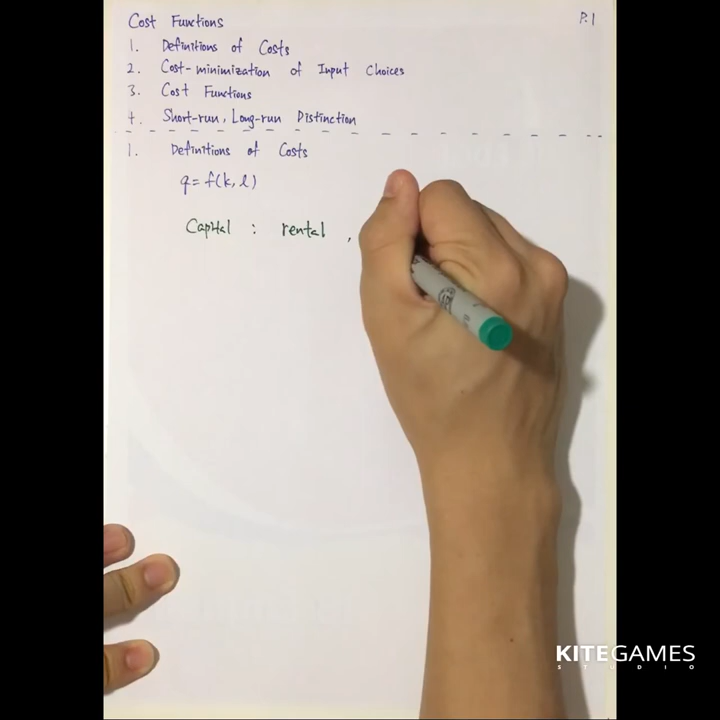 Cost Functions P.1
1. Definitions of Costs
2. Cost-minimization of Input Choices
3. Cost Functions
4. Short-run, Long-run Distinction
1. Definitions of Costs
q = f(k, l)
Capital : rental ,
KITEGAMES
STUDIO